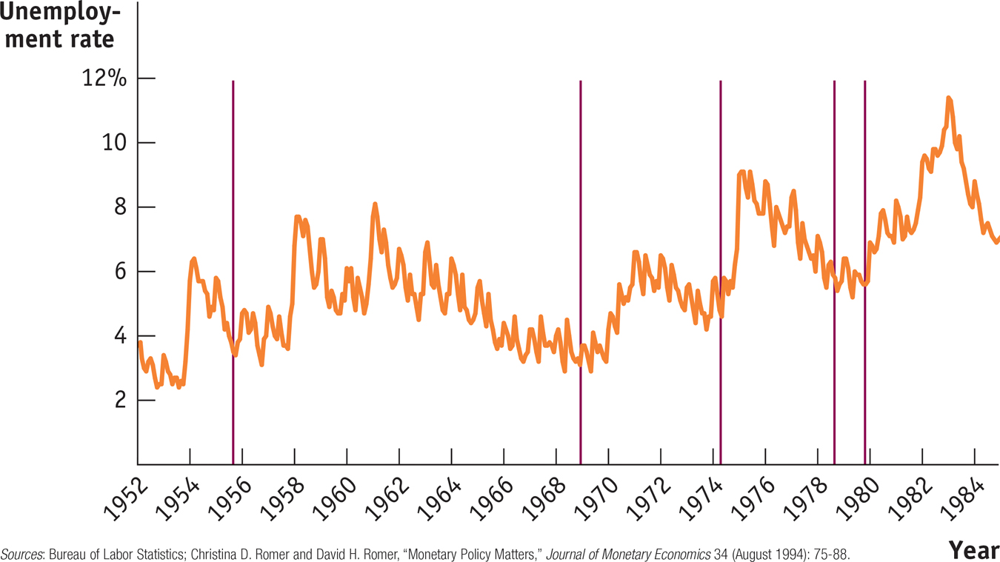 Unemploy-
ment rate
12%
10
8
6
4
2
1952 1954 1956 1958 1960 1962 1964 1966 1968 1970 1972 1974 1976 1978 1980 1982 1984
Year
Sources: Bureau of Labor Statistics; Christina D. Romer and David H. Romer, “Monetary Policy Matters,” Journal of Monetary Economics 34 (August 1994): 75-88.